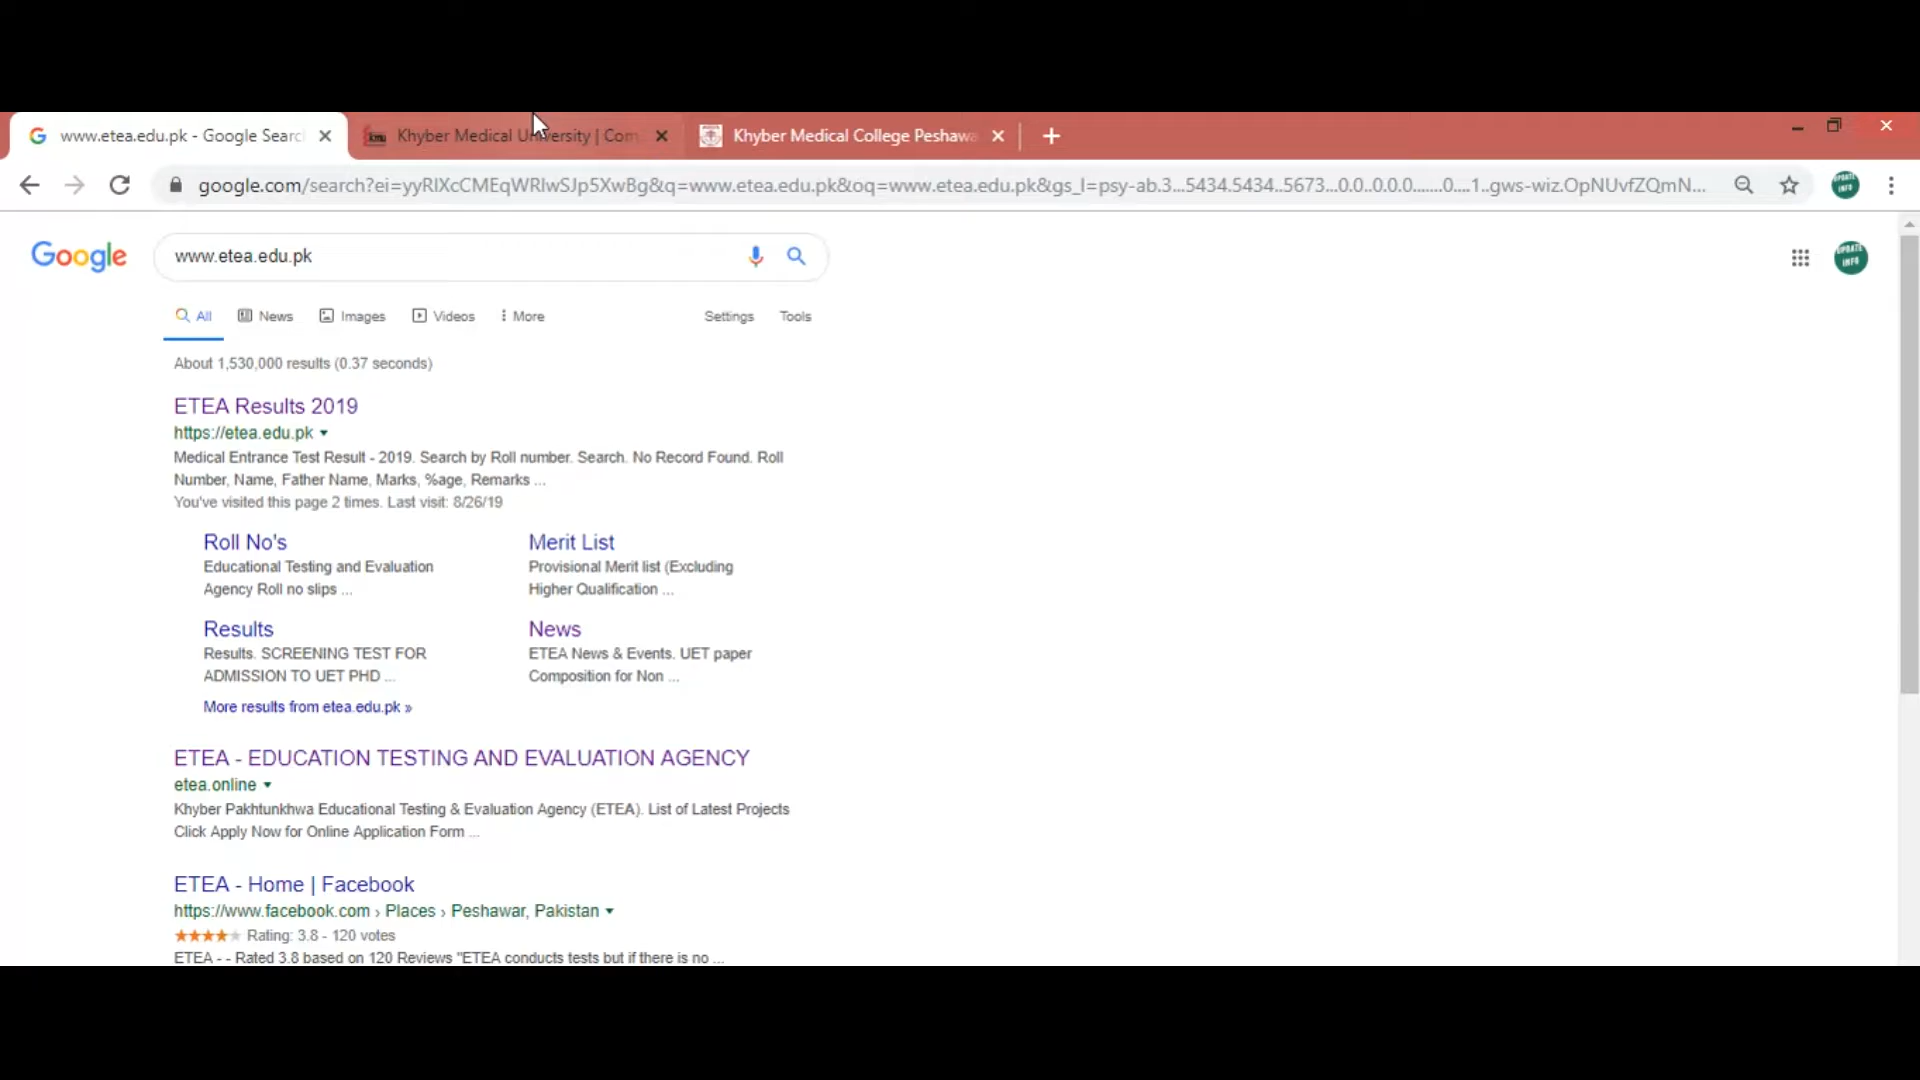 www.etea.edu.pk - Google Searc
Khyber Medical University | Com
Khyber Medical College Peshawa
google.com/search?ei=yyRlXcCMEqWRlwSJp5XwBg&q=www.etea.edu.pk&oq=www.etea.edu.pk&gs_l=psy-ab.3...5434.5434..5673...0.0..0.0.0.......0....1..gws-wiz.OpNUvfZQmN...
UPDATE INFO
Google
www.etea.edu.pk
UPDATE INFO
All News Images Videos More Settings Tools
About 1,530,000 results (0.37 seconds)
ETEA Results 2019
https://etea.edu.pk
Medical Entrance Test Result - 2019. Search by Roll number. Search. No Record Found. Roll
Number, Name, Father Name, Marks, %age, Remarks ...
You've visited this page 2 times. Last visit: 8/26/19
Roll No's
Educational Testing and Evaluation
Agency Roll no slips ...
Merit List
Provisional Merit list (Excluding
Higher Qualification ...
Results
Results. SCREENING TEST FOR
ADMISSION TO UET PHD ...
News
ETEA News & Events. UET paper
Composition for Non ...
More results from etea.edu.pk »
ETEA - EDUCATION TESTING AND EVALUATION AGENCY
etea.online
Khyber Pakhtunkhwa Educational Testing & Evaluation Agency (ETEA). List of Latest Projects
Click Apply Now for Online Application Form ...
ETEA - Home | Facebook
https://www.facebook.com › Places › Peshawar, Pakistan
Rating: 3.8 - 120 votes
ETEA - - Rated 3.8 based on 120 Reviews "ETEA conducts tests but if there is no ...